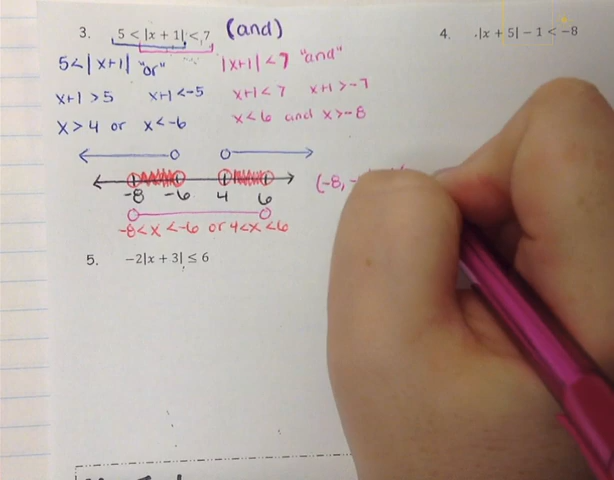 3. 5 < |x + 1| < 7 (and)
5 < |x+1| "or" |x+1| < 7 "and"
x+1 > 5 x+1 < -5 x+1 < 7 x+1 > -7
x > 4 or x < -6 x < 6 and x > -8
-8 -6 4 6
(-8, -
-8 < x < -6 or 4 < x < 6
4. |x + 5| − 1 < −8
5. −2|x + 3| ≤ 6